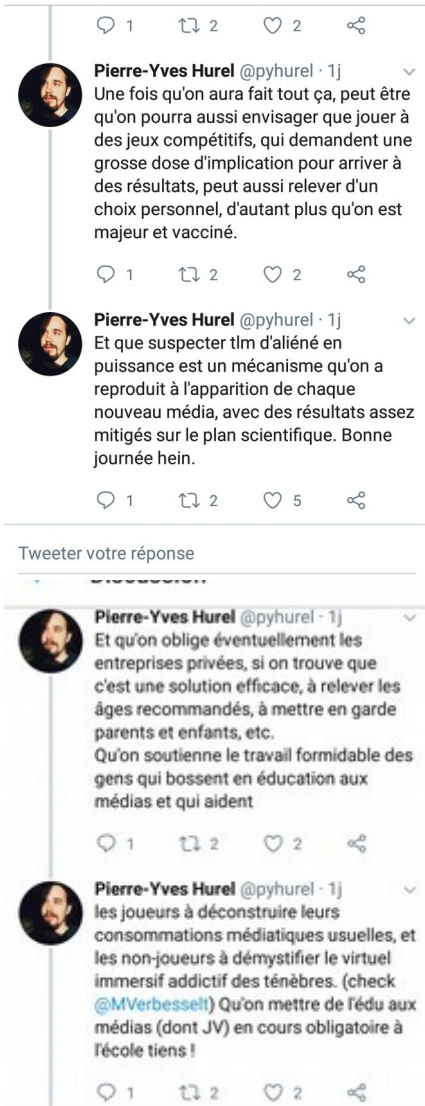 1 2 2
Pierre-Yves Hurel @pyhurel · 1j
Une fois qu'on aura fait tout ça, peut être
qu'on pourra aussi envisager que jouer à
des jeux compétitifs, qui demandent une
grosse dose d'implication pour arriver à
des résultats, peut aussi relever d'un
choix personnel, d'autant plus qu'on est
majeur et vacciné.
1 2 2
Pierre-Yves Hurel @pyhurel · 1j
Et que suspecter tlm d'aliéné en
puissance est un mécanisme qu'on a
reproduit à l'apparition de chaque
nouveau média, avec des résultats assez
mitigés sur le plan scientifique. Bonne
journée hein.
1 2 5
Tweeter votre réponse
Discussion
Pierre-Yves Hurel @pyhurel · 1j
Et qu'on oblige éventuellement les
entreprises privées, si on trouve que
c'est une solution efficace, à relever les
âges recommandés, à mettre en garde
parents et enfants, etc.
Qu'on soutienne le travail formidable des
gens qui bossent en éducation aux
médias et qui aident
1 2 2
Pierre-Yves Hurel @pyhurel · 1j
les joueurs à déconstruire leurs
consommations médiatiques usuelles, et
les non-joueurs à démystifier le virtuel
immersif addictif des ténèbres. (check
@MVerbesselt) Qu'on mettre de l'édu aux
médias (dont JV) en cours obligatoire à
l'école tiens !
1 2 2